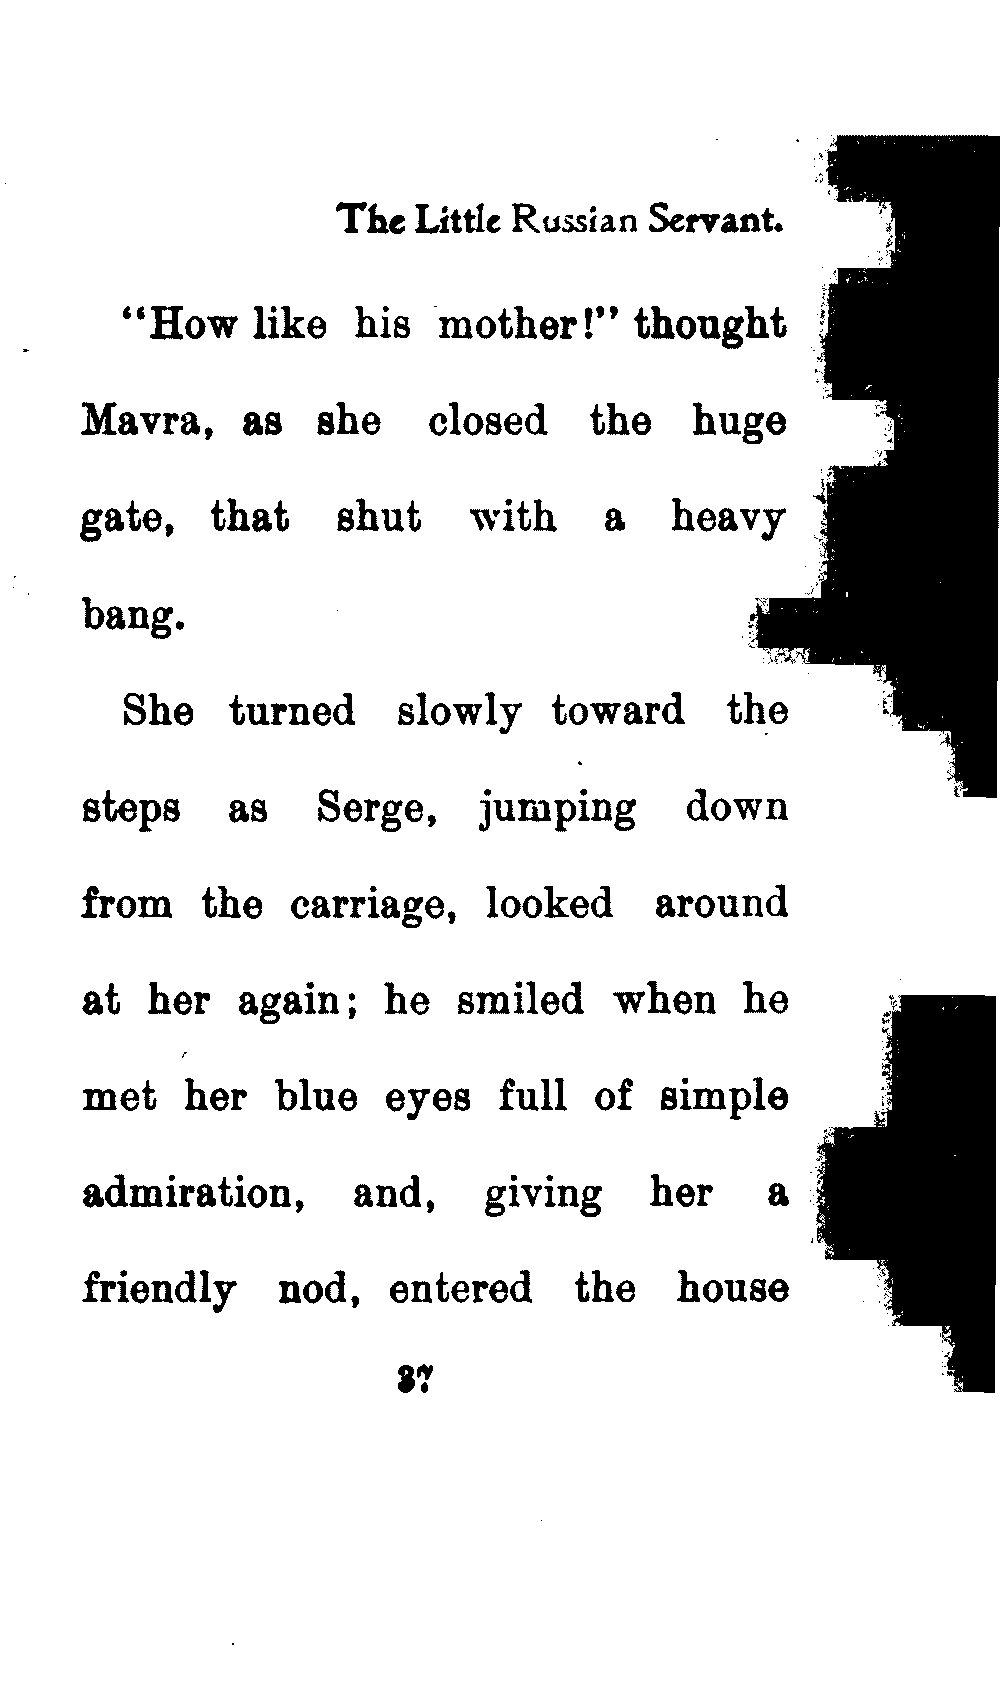 The Little Russian Servant.
"How like his mother!" thought
Mavra, as she closed the huge
gate, that shut with a heavy
bang.
She turned slowly toward the
steps as Serge, jumping down
from the carriage, looked around
at her again; he smiled when he
met her blue eyes full of simple
admiration, and, giving her a
friendly nod, entered the house
37